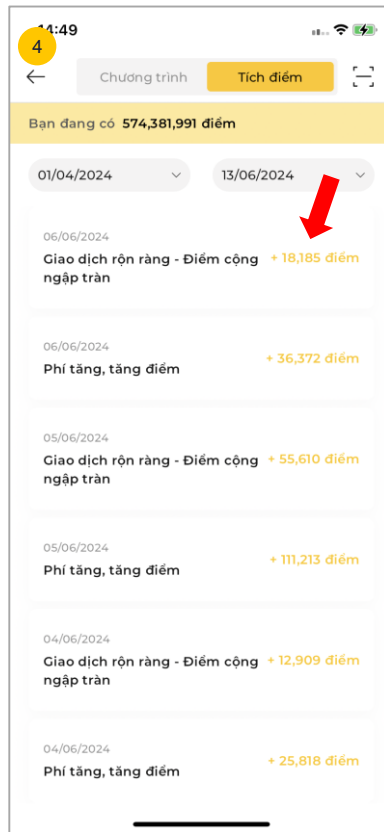 14:49
4
Chương trình
Tích điểm
Bạn đang có 574,381,991 điểm
01/04/2024
13/06/2024
06/06/2024
Giao dịch rộn ràng - Điểm cộng
ngập tràn
+ 18,185 điểm
06/06/2024
Phí tăng, tăng điểm
+ 36,372 điểm
05/06/2024
Giao dịch rộn ràng - Điểm cộng
ngập tràn
+ 55,610 điểm
05/06/2024
Phí tăng, tăng điểm
+ 111,213 điểm
04/06/2024
Giao dịch rộn ràng - Điểm cộng
ngập tràn
+ 12,909 điểm
04/06/2024
Phí tăng, tăng điểm
+ 25,818 điểm